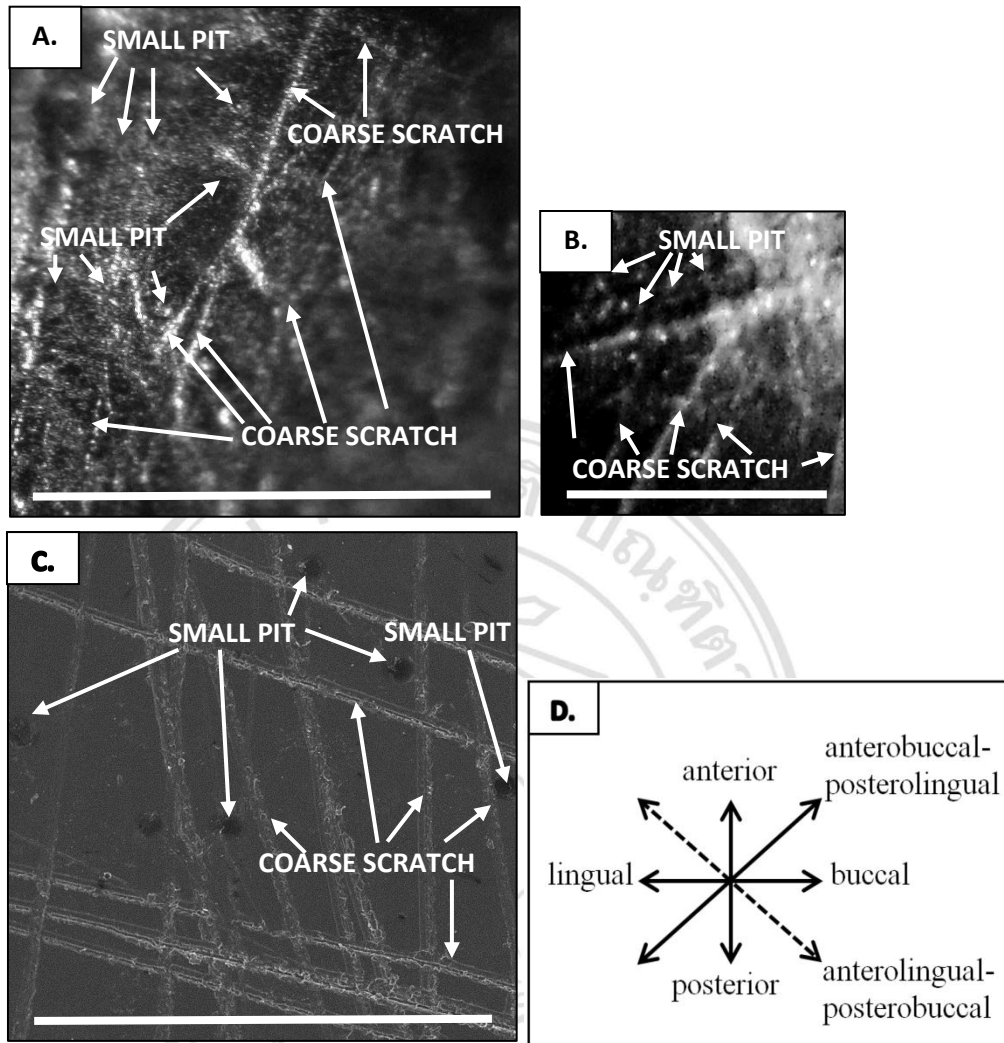 A.
SMALL PIT
COARSE SCRATCH
SMALL PIT
COARSE SCRATCH
B.
SMALL PIT
COARSE SCRATCH
C.
SMALL PIT
SMALL PIT
COARSE SCRATCH
D.
anterior
anterobuccal-
posterolingual
lingual
buccal
posterior
anterolingual-
posterobuccal